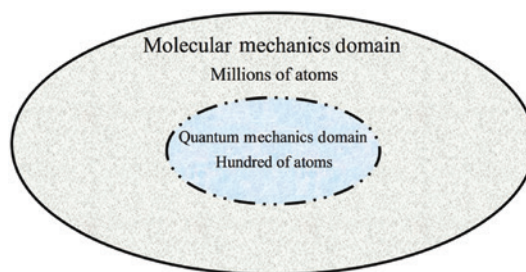 Molecular mechanics domain
Millions of atoms
Quantum mechanics domain
Hundred of atoms